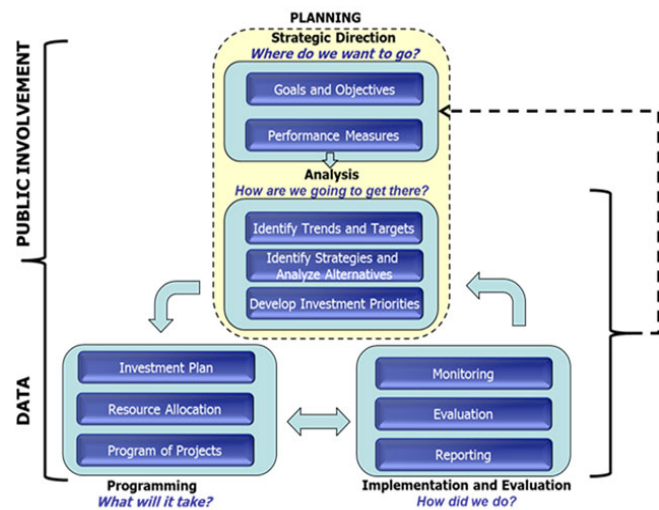 PLANNING
Strategic Direction
Where do we want to go?
Goals and Objectives
Performance Measures
Analysis
How are we going to get there?
Identify Trends and Targets
Identify Strategies and
Analyze Alternatives
Develop Investment Priorities
PUBLIC INVOLVEMENT
DATA
Investment Plan
Resource Allocation
Program of Projects
Programming
What will it take?
Monitoring
Evaluation
Reporting
Implementation and Evaluation
How did we do?